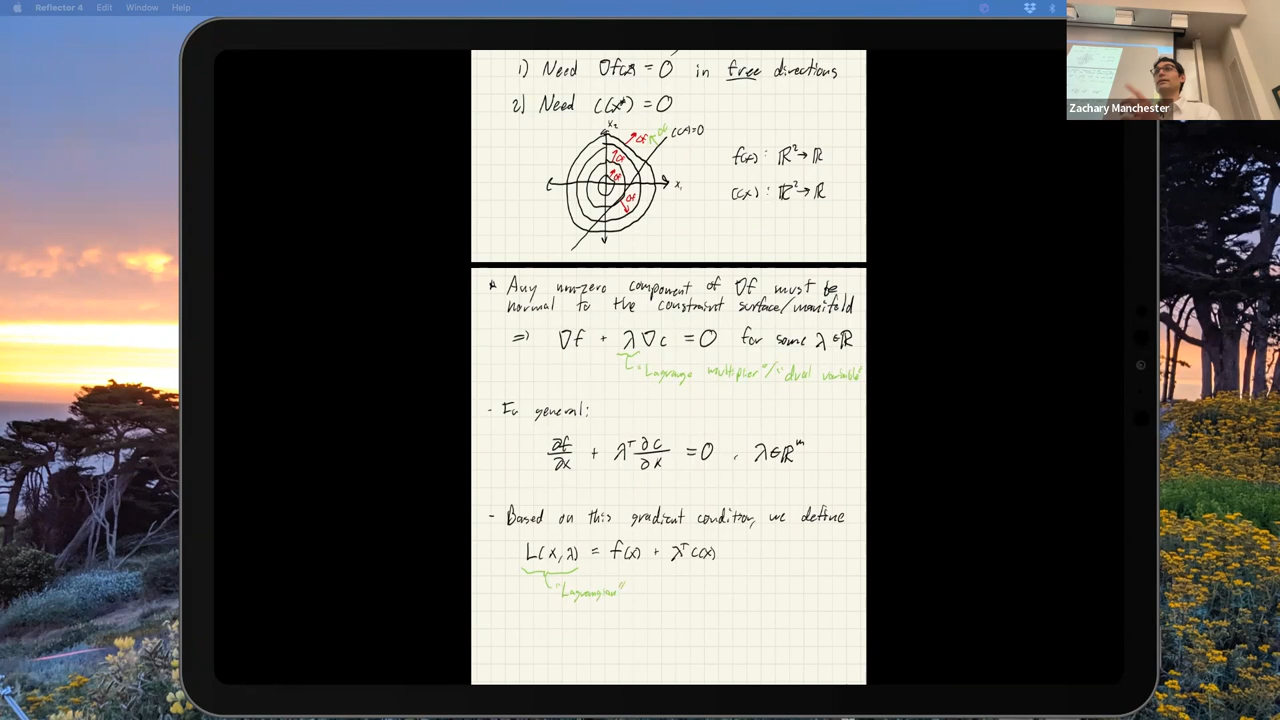 Reflector 4 Edit Window Help
Zachary Manchester
1) Need ∇f(x) = 0 in free directions
2) Need C(x*) = 0
x₂
∇f
∇c
C(x)=0
∇f
∇f
∇f
x₁
f(x) : ℝ² → ℝ
C(x) : ℝ² → ℝ
* Any non-zero component of ∇f must be
normal to the constraint surface/manifold
⇒ ∇f + λ∇c = 0 for some λ∈ℝ
"Lagrange multiplier"/"dual variable"
- In general:
∂f/∂x + λᵀ ∂c/∂x = 0 , λ∈ℝᵐ
- Based on this gradient condition, we define
L(x,λ) = f(x) + λᵀC(x)
"Lagrangian"